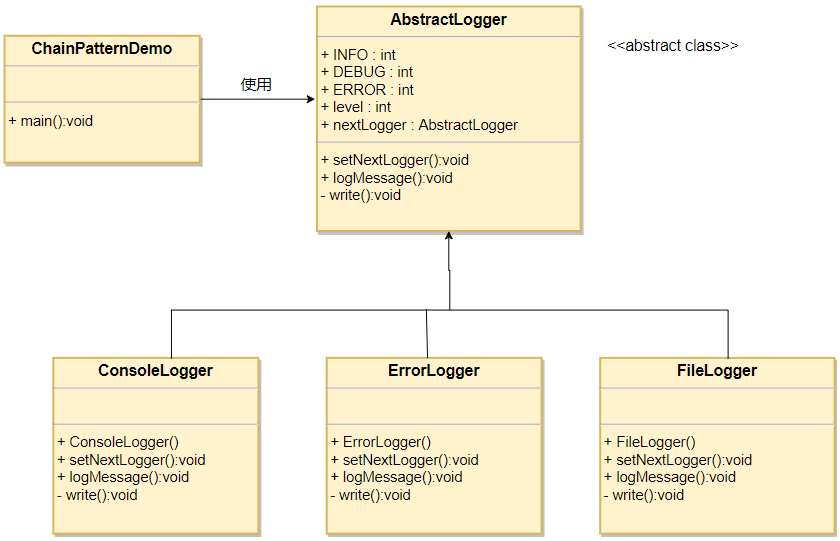 AbstractLogger
<<abstract class>>
+ INFO : int
+ DEBUG : int
+ ERROR : int
+ level : int
+ nextLogger : AbstractLogger
+ setNextLogger():void
+ logMessage():void
- write():void
ChainPatternDemo
+ main():void
使用
ConsoleLogger
+ ConsoleLogger()
+ setNextLogger():void
+ logMessage():void
- write():void
ErrorLogger
+ ErrorLogger()
+ setNextLogger():void
+ logMessage():void
- write():void
FileLogger
+ FileLogger()
+ setNextLogger():void
+ logMessage():void
- write():void